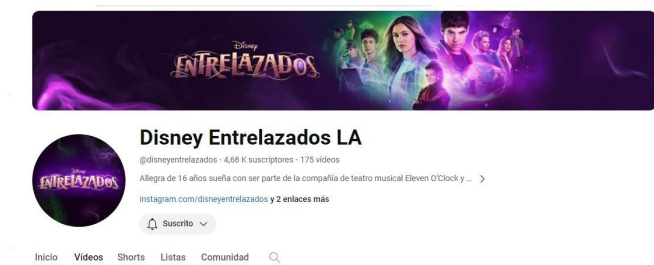 Disney
ENTRELAZADOS
Disney
ENTRELAZADOS
Disney Entrelazados LA
@disneyentrelazados · 4,68 K suscriptores · 175 vídeos
Allegra de 16 años sueña con ser parte de la compañía de teatro musical Eleven O'Clock y ...
instagram.com/disneyentrelazados y 2 enlaces más
Suscrito
Inicio Vídeos Shorts Listas Comunidad